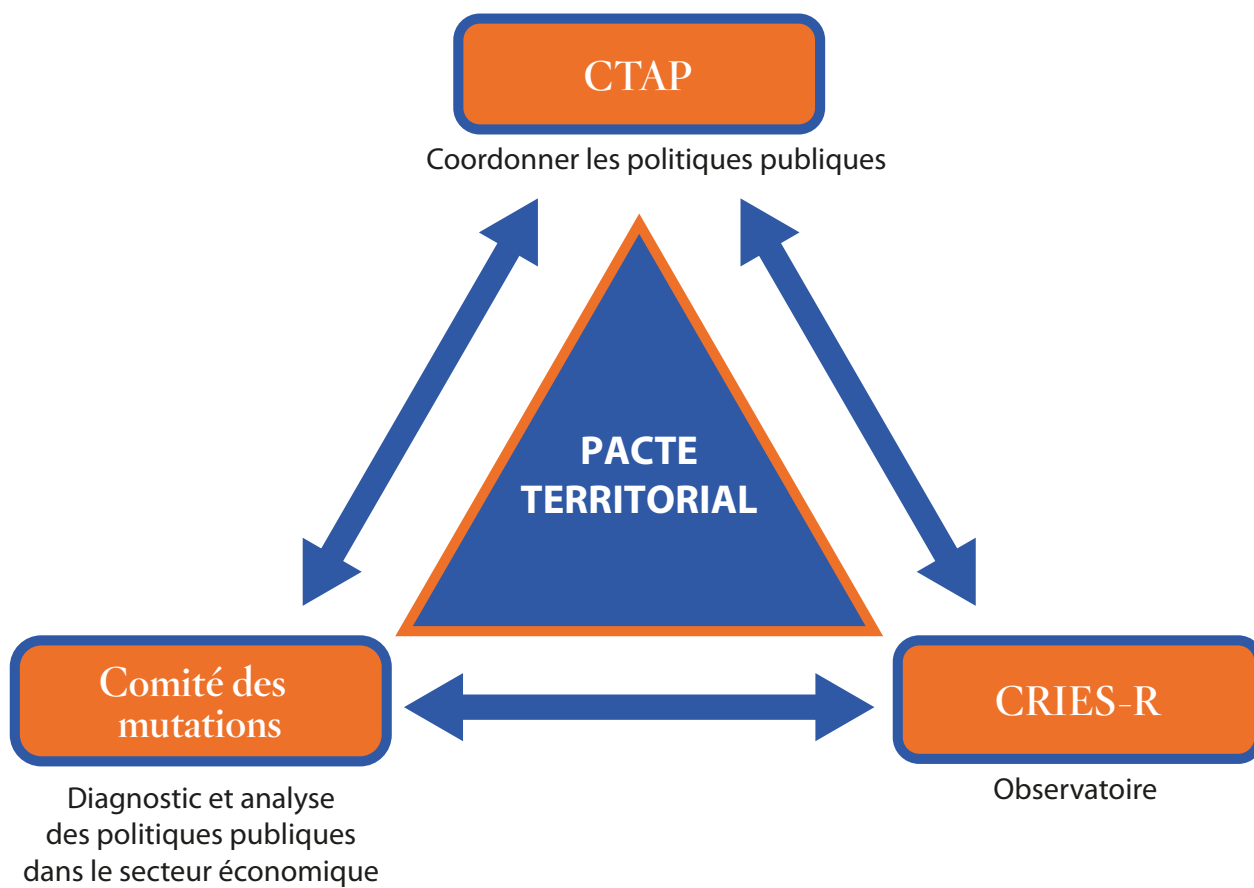 CTAP
Coordonner les politiques publiques
PACTE
TERRITORIAL
Comité des
mutations
Diagnostic et analyse
des politiques publiques
dans le secteur économique
CRIES-R
Observatoire